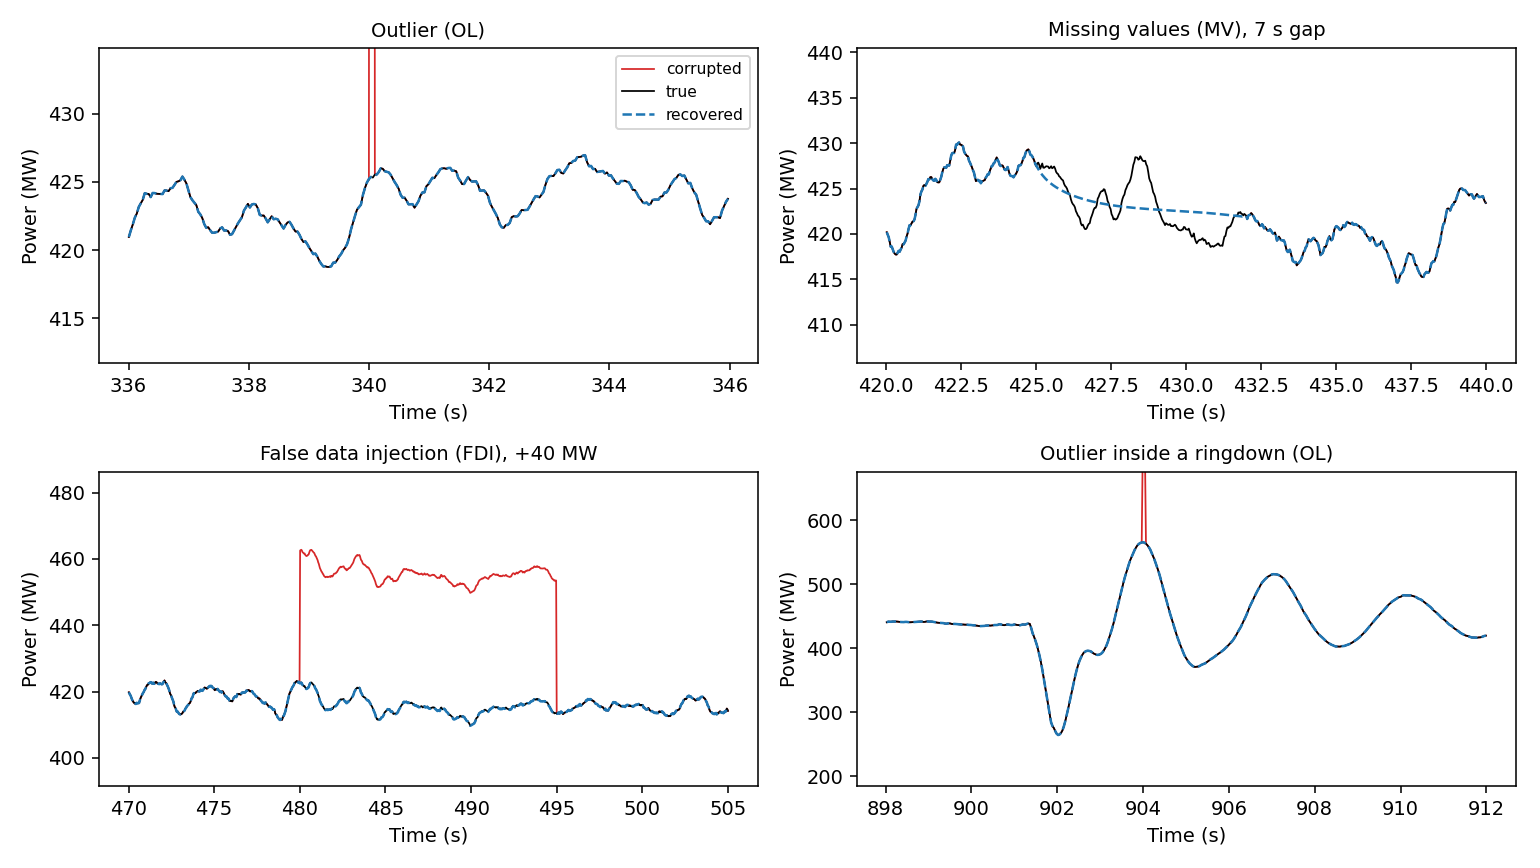 Outlier (OL)
corrupted
true
recovered
Power (MW)
430
425
420
415
336 338 340 342 344 346
Time (s)
Missing values (MV), 7 s gap
Power (MW)
440
435
430
425
420
415
410
420.0 422.5 425.0 427.5 430.0 432.5 435.0 437.5 440.0
Time (s)
False data injection (FDI), +40 MW
Power (MW)
480
460
440
420
400
470 475 480 485 490 495 500 505
Time (s)
Outlier inside a ringdown (OL)
Power (MW)
600
500
400
300
200
898 900 902 904 906 908 910 912
Time (s)